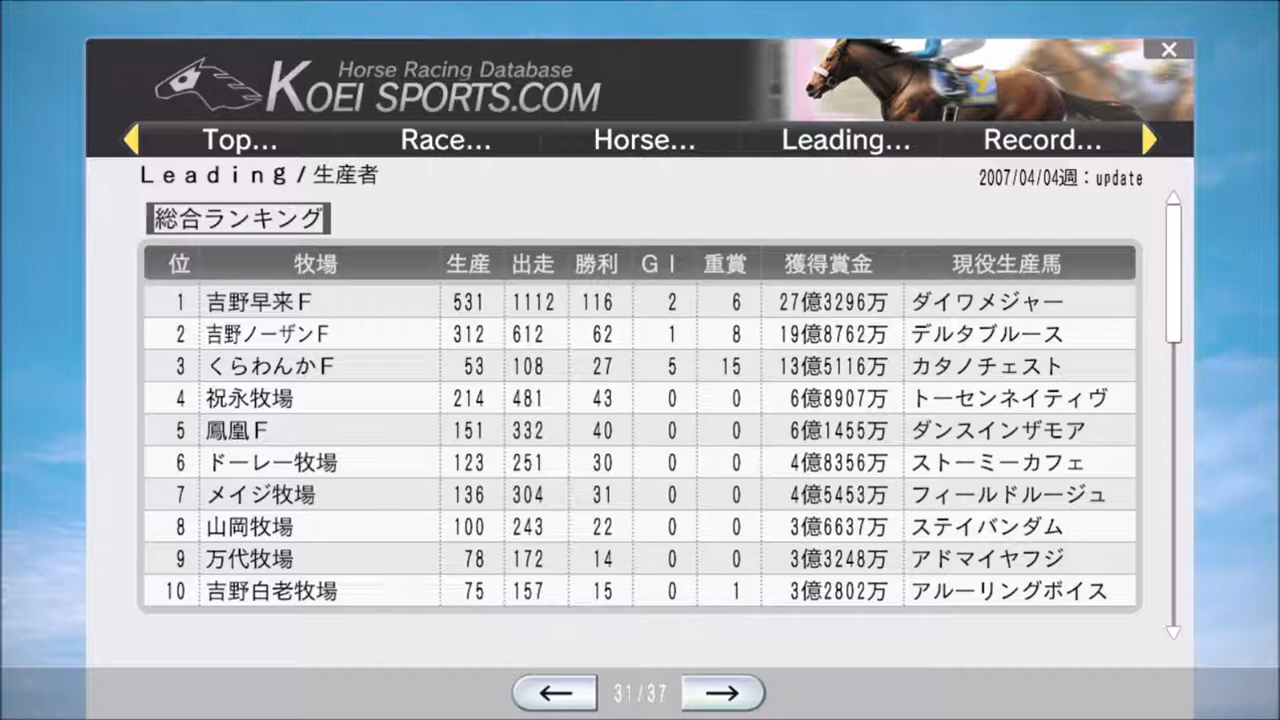 Horse Racing Database
KOEI SPORTS.COM
Top... Race... Horse... Leading... Record...
Leading/生産者 2007/04/04週：update
総合ランキング
位 牧場 生産 出走 勝利 GI 重賞 獲得賞金 現役生産馬
1 吉野早来F 531 1112 116 2 6 27億3296万 ダイワメジャー
2 吉野ノーザンF 312 612 62 1 8 19億8762万 デルタブルース
3 くらわんかF 53 108 27 5 15 13億5116万 カタノチェスト
4 祝永牧場 214 481 43 0 0 6億8907万 トーセンネイティヴ
5 鳳凰F 151 332 40 0 0 6億1455万 ダンスインザモア
6 ドーレー牧場 123 251 30 0 0 4億8356万 ストーミーカフェ
7 メイジ牧場 136 304 31 0 0 4億5453万 フィールドルージュ
8 山岡牧場 100 243 22 0 0 3億6637万 ステイバンダム
9 万代牧場 78 172 14 0 0 3億3248万 アドマイヤフジ
10 吉野白老牧場 75 157 15 0 1 3億2802万 アルーリングボイス
← 31/37 →